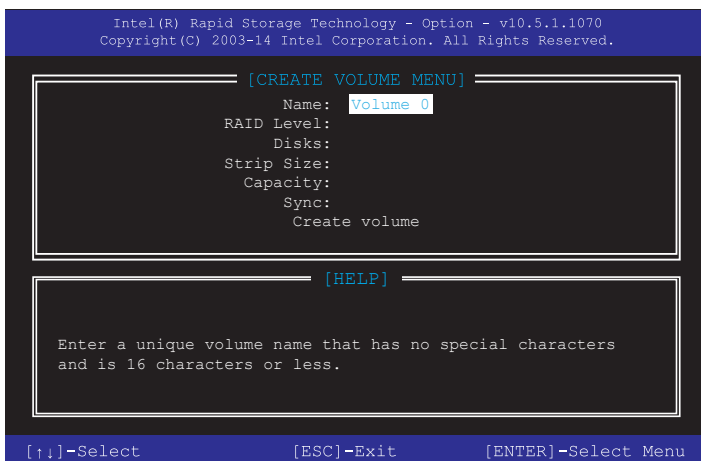 Intel(R) Rapid Storage Technology - Option - v10.5.1.1070
Copyright(C) 2003-14 Intel Corporation. All Rights Reserved.
[CREATE VOLUME MENU]
Name: Volume 0
RAID Level:
Disks:
Strip Size:
Capacity:
Sync:
Create volume
[HELP]
Enter a unique volume name that has no special characters
and is 16 characters or less.
[↑↓]-Select [ESC]-Exit [ENTER]-Select Menu